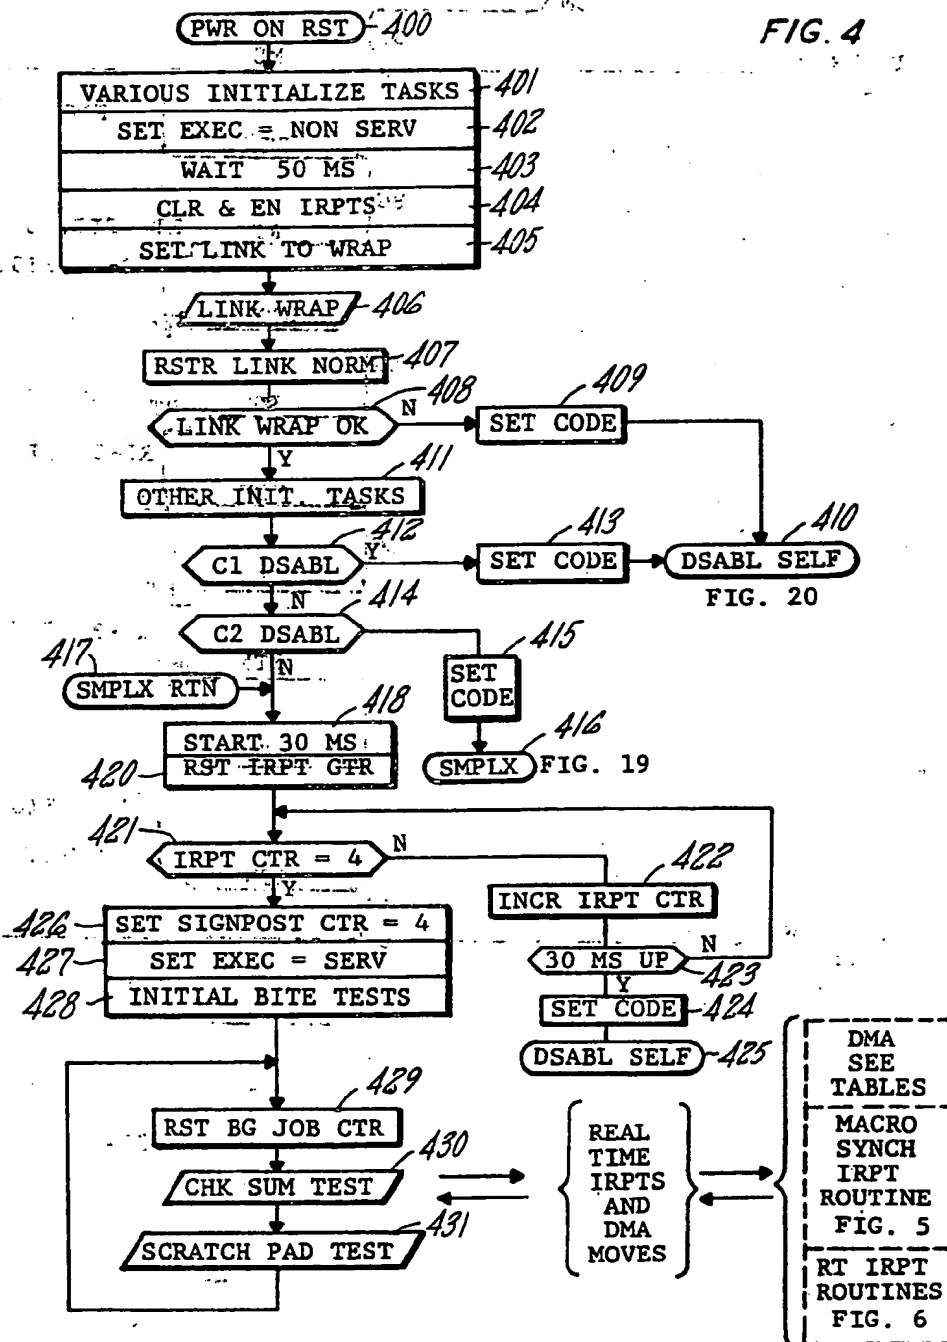 FIG. 4
PWR ON RST 400
VARIOUS INITIALIZE TASKS 401
SET EXEC = NON SERV 402
WAIT 50 MS 403
CLR & EN IRPTS 404
SET LINK TO WRAP 405
LINK WRAP 406
RSTR LINK NORM 407
408
LINK WRAP OK N
Y
409
SET CODE
411
OTHER INIT. TASKS
412
C1 DSABL Y
N
413
SET CODE
410
DSABL SELF
FIG. 20
414
C2 DSABL
N
415
SET
CODE
416
SMPLX FIG. 19
417
SMPLX RTN
418
START 30 MS
420 RST IRPT CTR
421
IRPT CTR = 4 N
Y
422
INCR IRPT CTR
30 MS UP N
423
Y
SET CODE 424
DSABL SELF 425
426 SET SIGNPOST CTR = 4
427 SET EXEC = SERV
428 INITIAL BITE TESTS
429
RST BG JOB CTR
430
CHK SUM TEST
431
SCRATCH PAD TEST
REAL
TIME
IRPTS
AND
DMA
MOVES
DMA
SEE
TABLES
MACRO
SYNCH
IRPT
ROUTINE
FIG. 5
RT IRPT
ROUTINES
FIG. 6